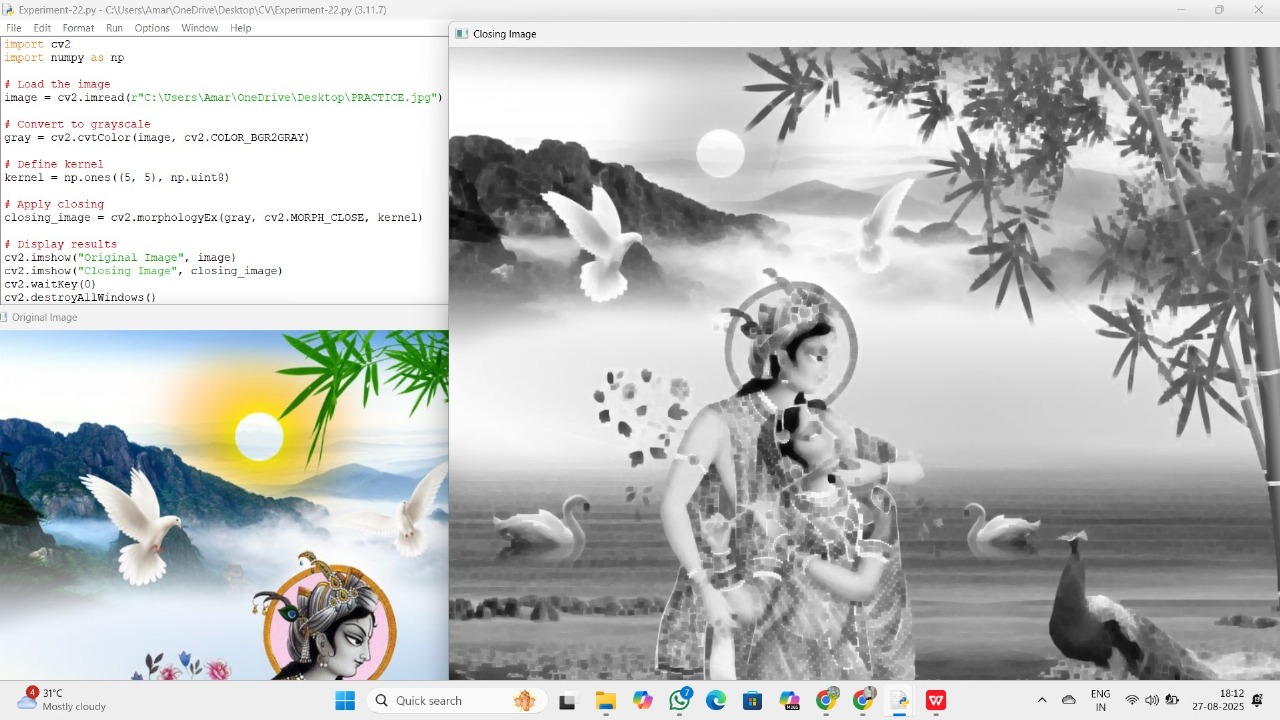 Experiment-22.py - C:\Users\Amar\OneDrive\Desktop\CV\Experiment-22.py (3.11.7)
File Edit Format Run Options Window Help
import cv2
import numpy as np
# Load the image
image = cv2.imread(r"C:\Users\Amar\OneDrive\Desktop\PRACTICE.jpg")
# Convert to grayscale
gray = cv2.cvtColor(image, cv2.COLOR_BGR2GRAY)
# Define kernel
kernel = np.ones((5, 5), np.uint8)
# Apply closing
closing_image = cv2.morphologyEx(gray, cv2.MORPH_CLOSE, kernel)
# Display results
cv2.imshow("Original Image", image)
cv2.imshow("Closing Image", closing_image)
cv2.waitKey(0)
cv2.destroyAllWindows()
Closing Image
Original Image
4
31°C
Mostly cloudy
Quick search
M365
7
W
ENG
IN
18:12
27-08-2025